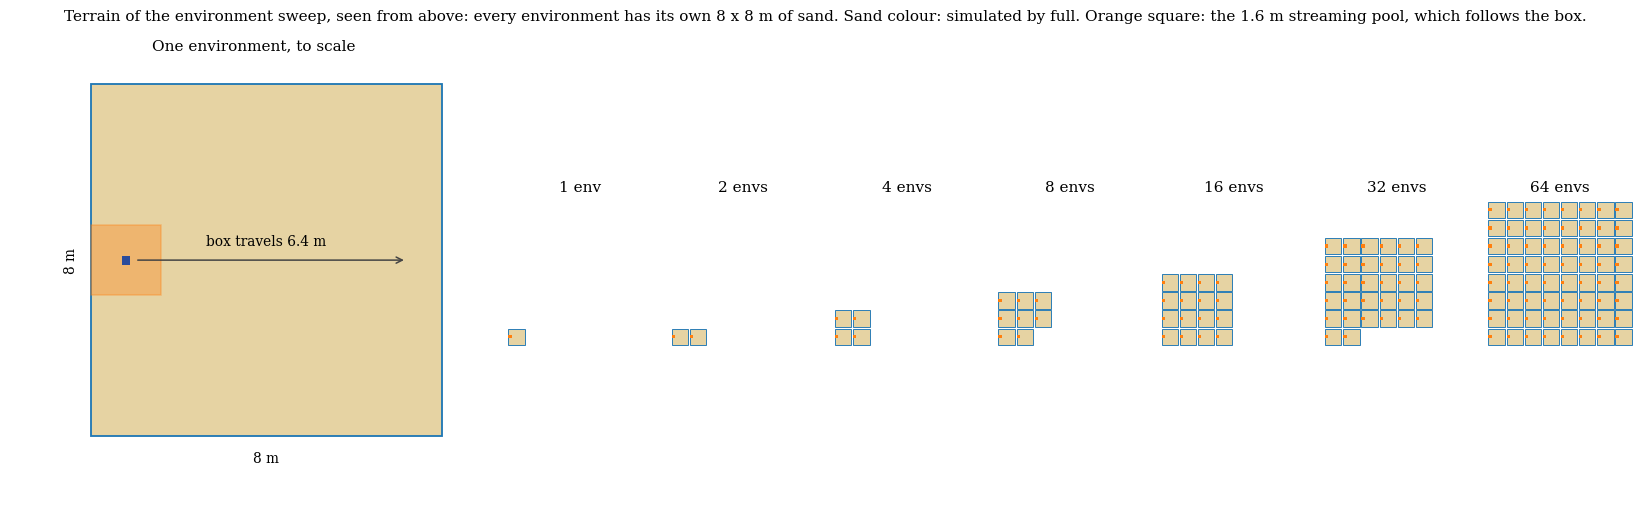 Terrain of the environment sweep, seen from above: every environment has its own 8 x 8 m of sand. Sand colour: simulated by full. Orange square: the 1.6 m streaming pool, which follows the box.
One environment, to scale
1 env
2 envs
4 envs
8 envs
16 envs
32 envs
64 envs
box travels 6.4 m
8 m
8 m